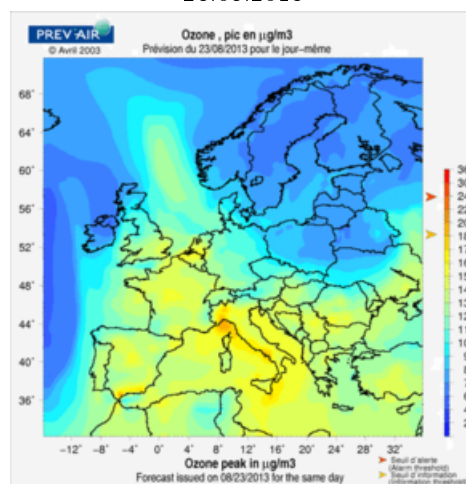 PREV AIR
© Avril 2003
Ozone , pic en µg/m3
Prévision du 23/08/2013 pour le jour-même
68°
64°
60°
56°
52°
48°
44°
40°
36°
-12° -8° -4° 0° 4° 8° 12° 16° 20° 24° 28° 32°
Ozone peak in µg/m3
Forecast issued on 08/23/2013 for the same day
Seuil d'alerte
(Alarm threshold)
Seuil d'information
(Information threshold)